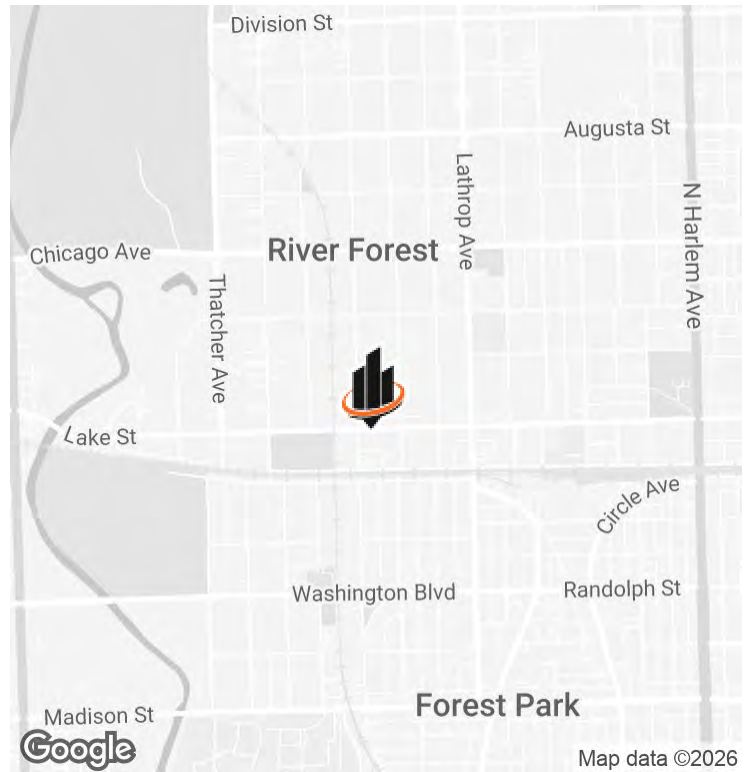 Division St
Augusta St
Lathrop Ave
N Harlem Ave
River Forest
Chicago Ave
Thatcher Ave
Lake St
Circle Ave
Washington Blvd
Randolph St
Forest Park
Madison St
Google
Map data ©2026